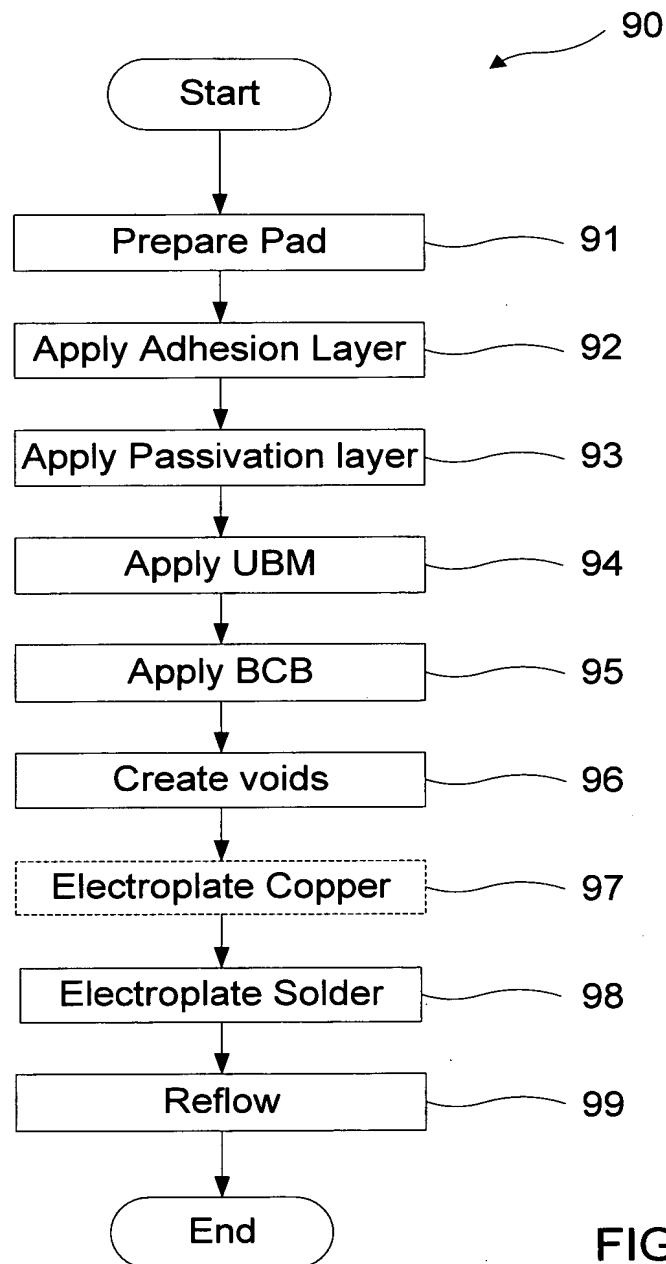 90
Start
Prepare Pad 91
Apply Adhesion Layer 92
Apply Passivation layer 93
Apply UBM 94
Apply BCB 95
Create voids 96
Electroplate Copper 97
Electroplate Solder 98
Reflow 99
End
FIG